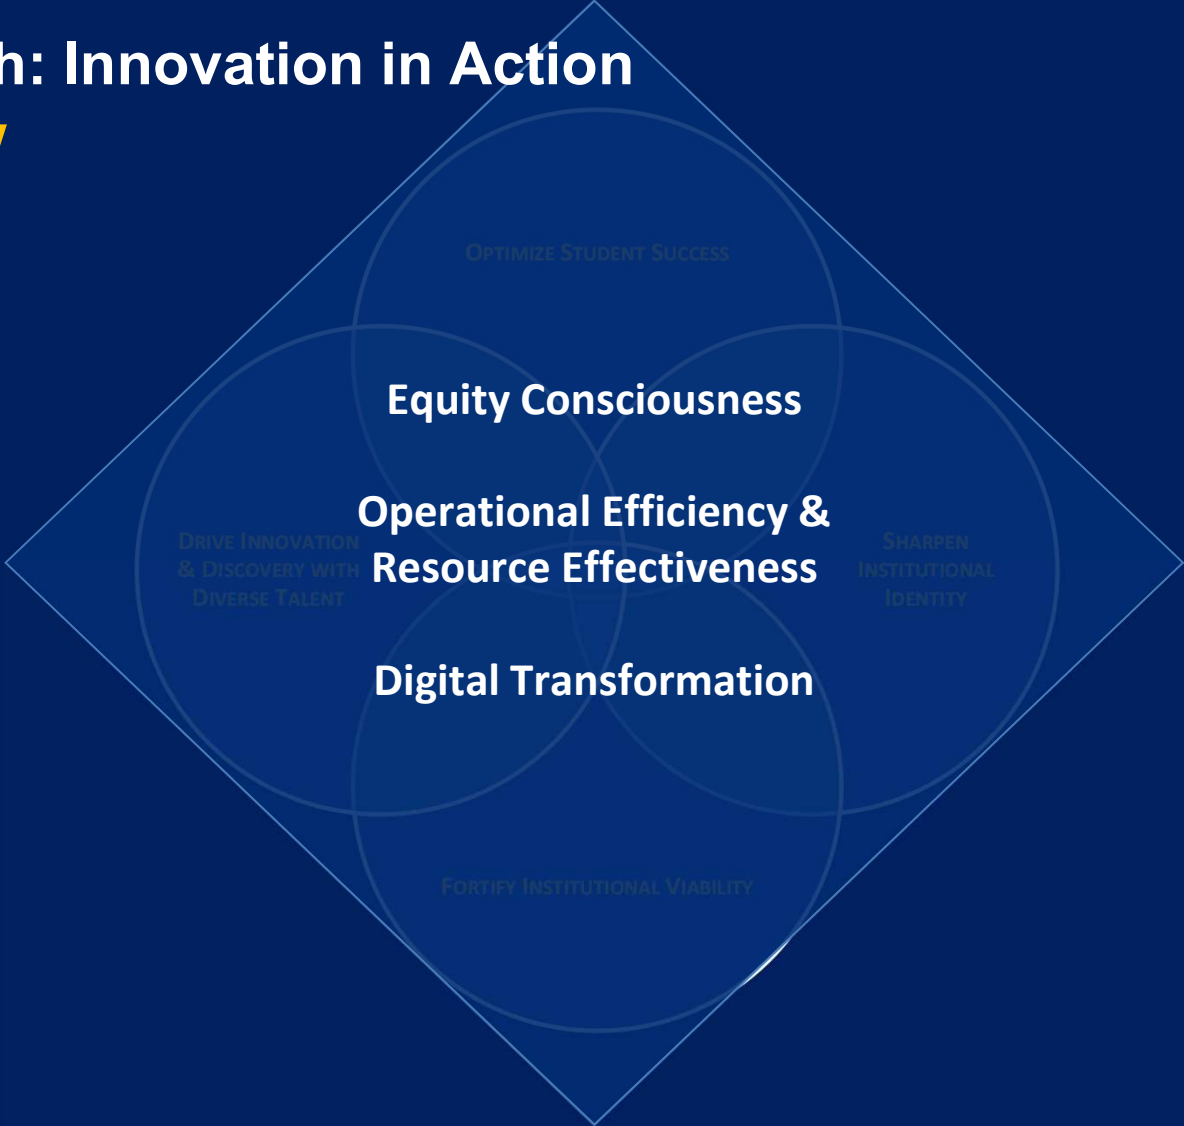 h: Innovation in Action
OPTIMIZE STUDENT SUCCESS
Equity Consciousness
Operational Efficiency &
Resource Effectiveness
DRIVE INNOVATION
& DISCOVERY WITH
DIVERSE TALENT
SHARPEN
INSTITUTIONAL
IDENTITY
Digital Transformation
FORTIFY INSTITUTIONAL VIABILITY